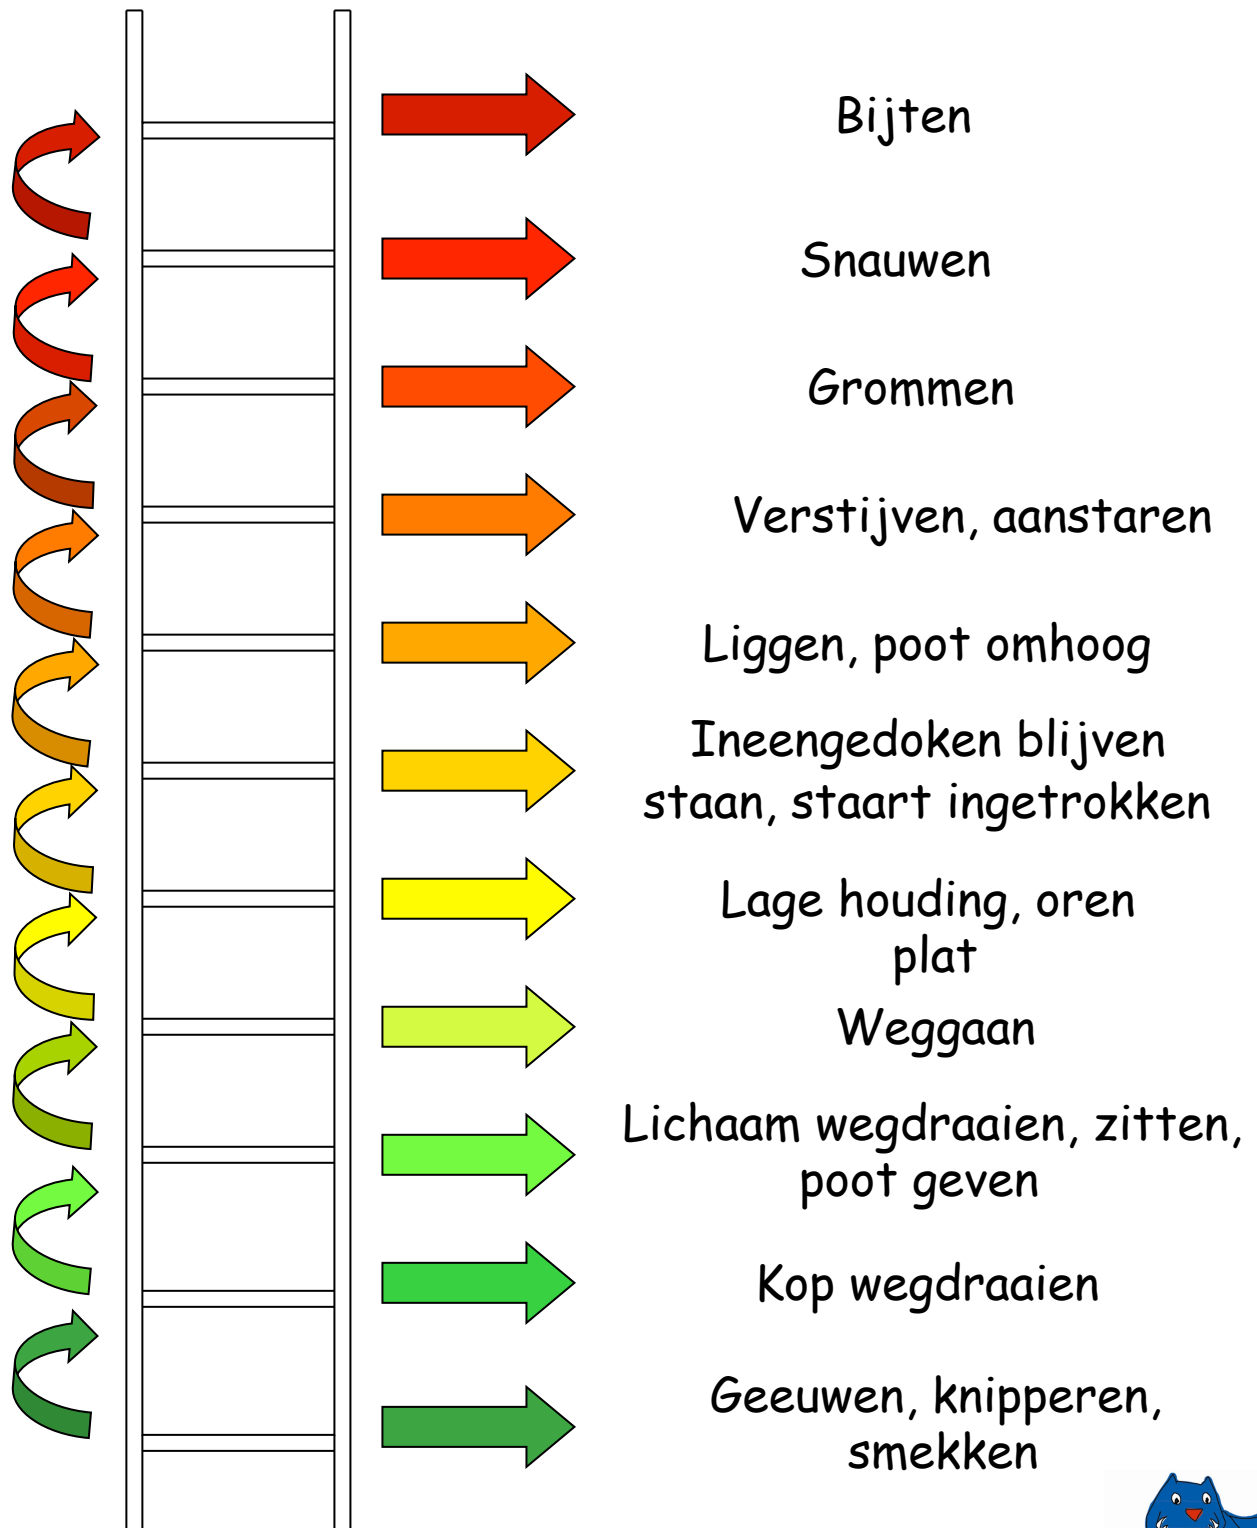 Bijten
Snauwen
Grommen
Verstijven, aanstaren
Liggen, poot omhoog
Ineengedoken blijven
staan, staart ingetrokken
Lage houding, oren
plat
Weggaan
Lichaam wegdraaien, zitten,
poot geven
Kop wegdraaien
Geeuwen, knipperen,
smekken